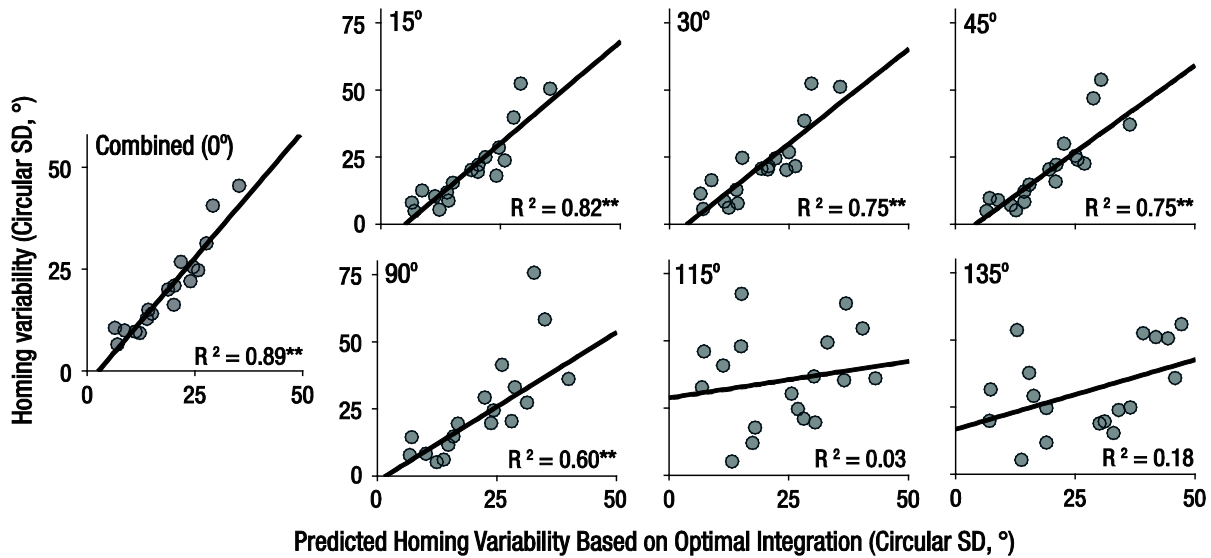 Homing variability (Circular SD, °)
Combined (0º)
50
25
0
R² = 0.89**
0
25
50
15º
75
50
25
0
R² = 0.82**
30º
R² = 0.75**
45º
R² = 0.75**
90º
75
50
25
0
R² = 0.60**
0
25
50
115º
R² = 0.03
0
25
50
135º
R² = 0.18
0
25
50
Predicted Homing Variability Based on Optimal Integration (Circular SD, °)